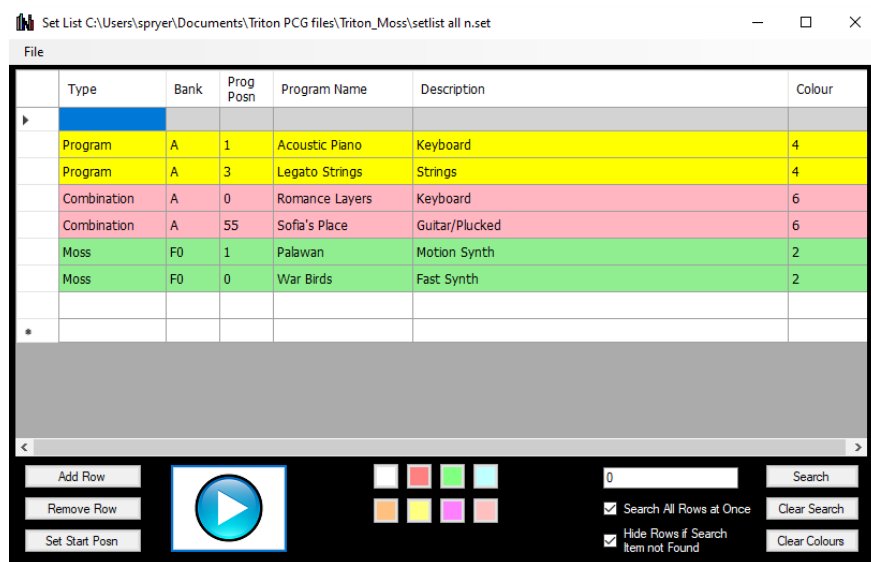 Set List C:\Users\spryer\Documents\Triton PCG files\Triton_Moss\setlist all n.set
File
Type Bank Prog Posn Program Name Description Colour
Program A 1 Acoustic Piano Keyboard 4
Program A 3 Legato Strings Strings 4
Combination A 0 Romance Layers Keyboard 6
Combination A 55 Sofia's Place Guitar/Plucked 6
Moss F0 1 Palawan Motion Synth 2
Moss F0 0 War Birds Fast Synth 2
*
Add Row 0 Search
Remove Row Search All Rows at Once Clear Search
Set Start Posn Hide Rows if Search Item not Found Clear Colours